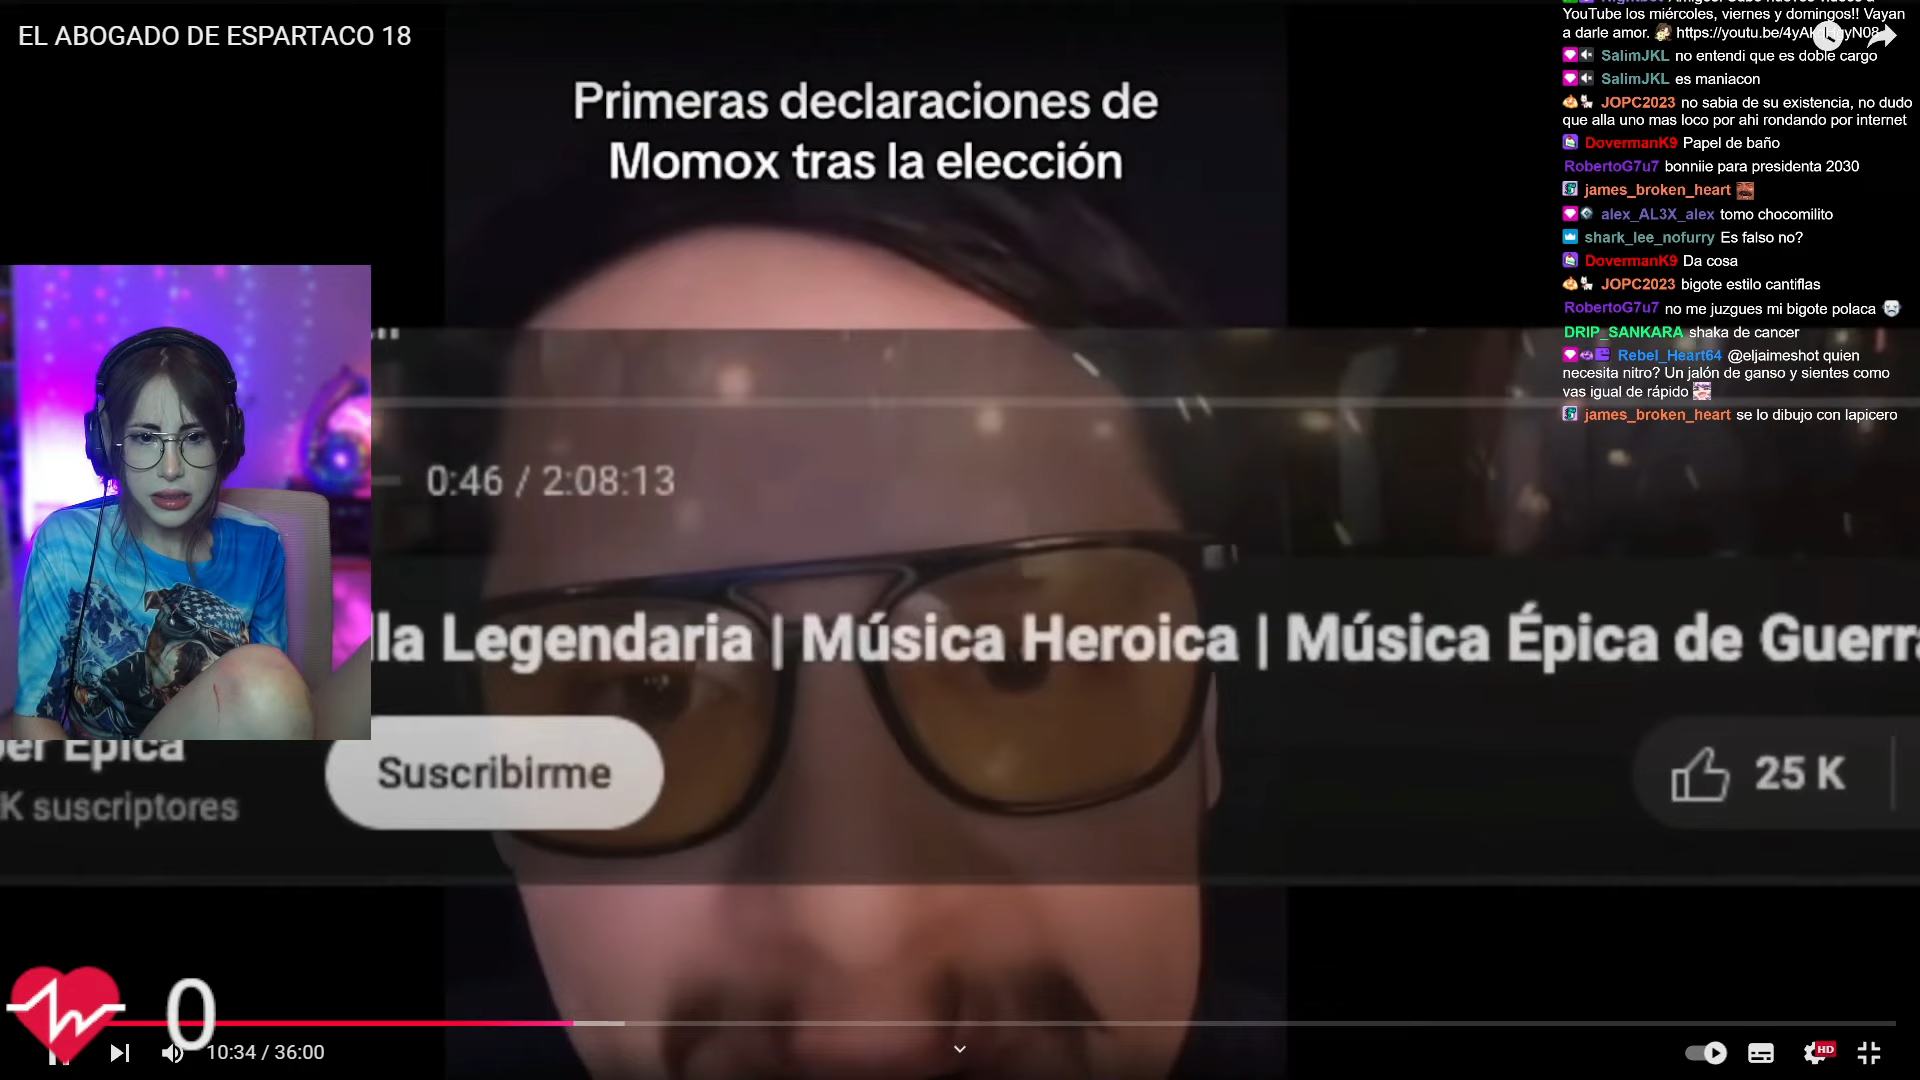 EL ABOGADO DE ESPARTACO 18
Primeras declaraciones de
Momox tras la elección
YouTube los miércoles, viernes y domingos!! Vayan
a darle amor.
SalimJKL no entendi que es doble cargo
SalimJKL es maniacon
JOPC2023 no sabia de su existencia, no dudo
que alla uno mas loco por ahi rondando por internet
DovermanK9 Papel de baño
RobertoG7u7 bonniie para presidenta 2030
james_broken_heart
alex_AL3X_alex tomo chocomilito
shark_lee_nofurry Es falso no?
DovermanK9 Da cosa
JOPC2023 bigote estilo cantiflas
RobertoG7u7 no me juzgues mi bigote polaca
DRIP_SANKARA shaka de cancer
Rebel_Heart64 @eljaimeshot quien
necesita nitro? Un jalón de ganso y sientes como
vas igual de rápido
james_broken_heart se lo dibujo con lapicero
0:46 / 2:08:13
lla Legendaria | Música Heroica | Música Épica de Guerra
er Épica
Suscribirme
K suscriptores
25 K
0
10:34 / 36:00
HD